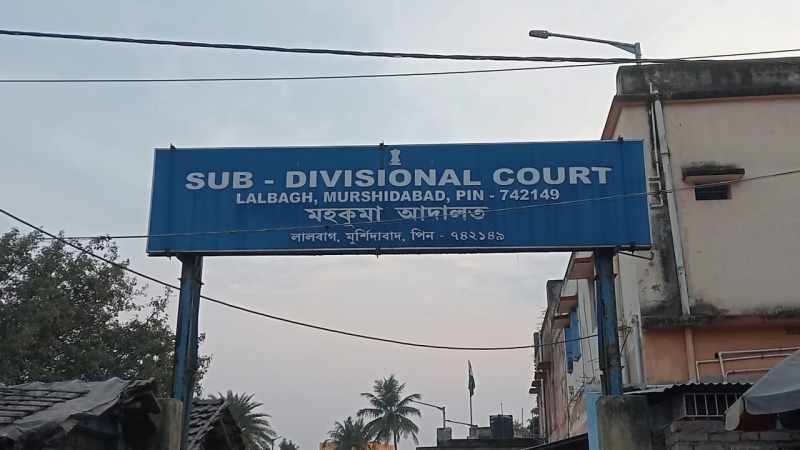 SUB - DIVISIONAL COURT
LALBAGH, MURSHIDABAD, PIN - 742149
মহকুমা আদালত
লালবাগ, মুর্শিদাবাদ, পিন - ৭৪২১৪৯